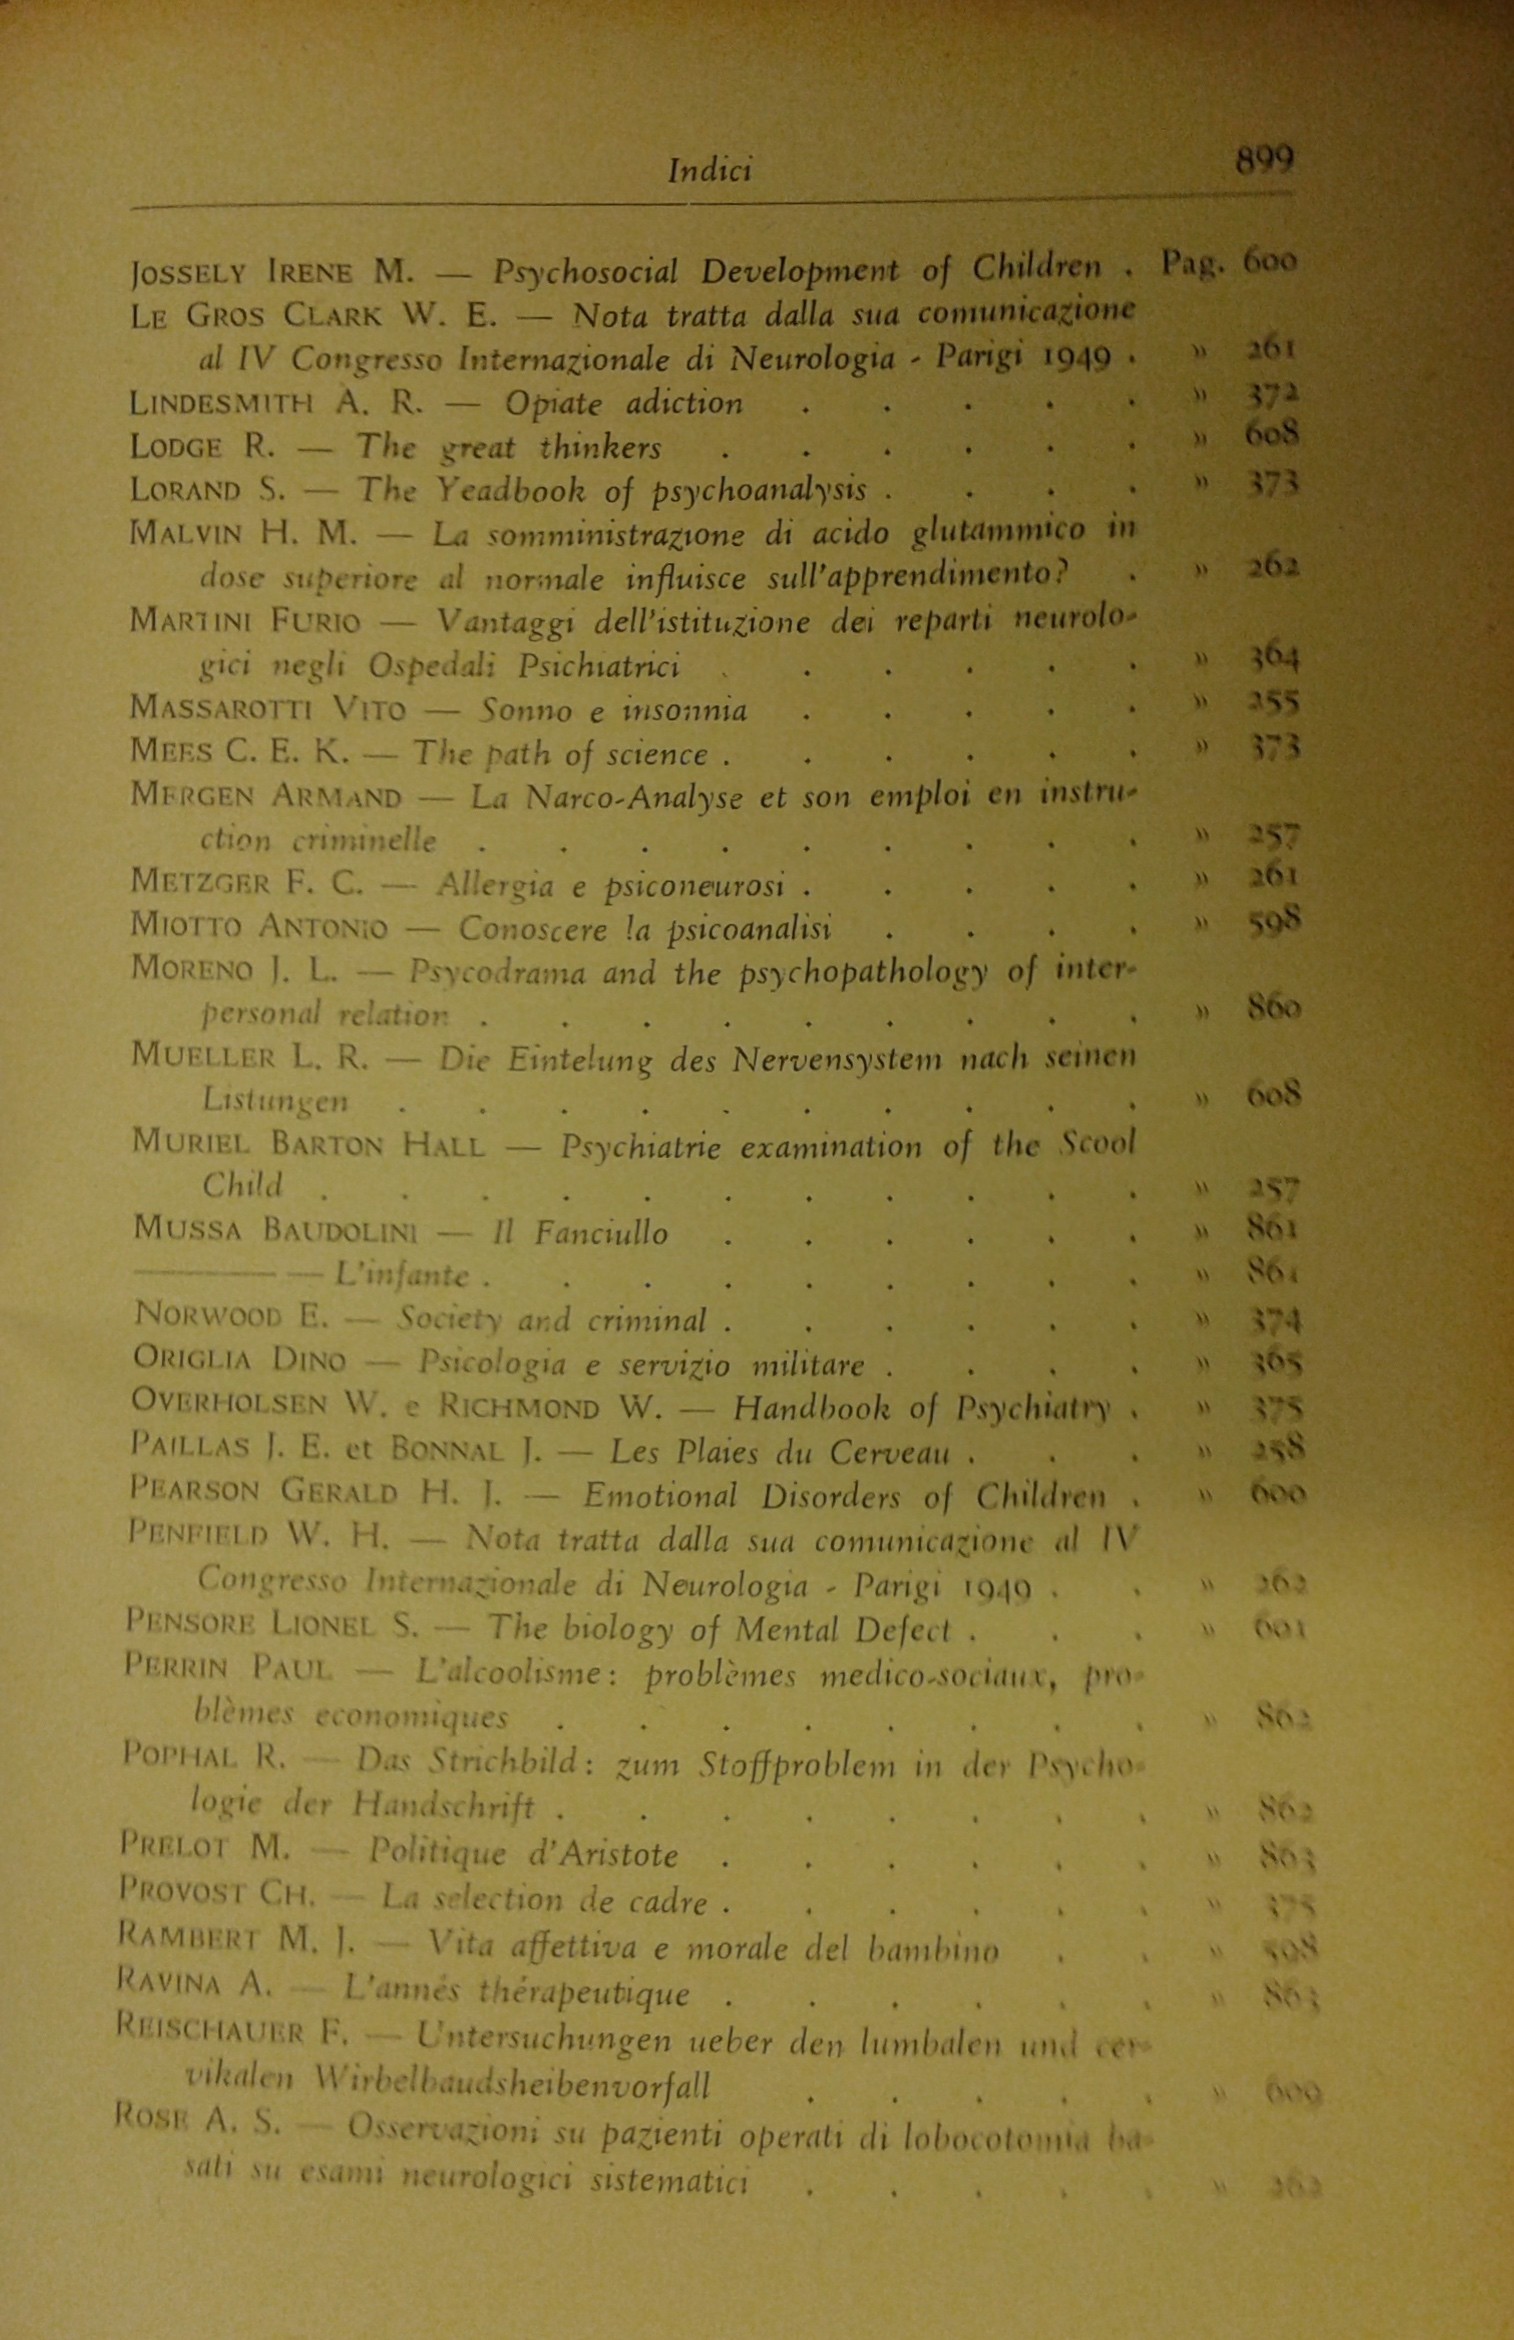 Indici 899
JOSSELY IRENE M. — Psychosocial Development of Children . Pag. 600
LE GROS CLARK W. E. — Nota tratta dalla sua comunicazione
al IV Congresso Internazionale di Neurologia - Parigi 1949 . » 261
LINDESMITH A. R. — Opiate adiction . . . . . » 372
LODGE R. — The great thinkers . . . . . . » 608
LORAND S. — The Yeadbook of psychoanalysis . . . . » 373
MALVIN H. M. — La somministrazione di acido glutammico in
dose superiore al normale influisce sull'apprendimento? . » 262
MARTINI FURIO — Vantaggi dell'istituzione dei reparti neurolo-
gici negli Ospedali Psichiatrici . . . . . . » 364
MASSAROTTI VITO — Sonno e insonnia . . . . . » 255
MEES C. E. K. — The path of science . . . . . . » 373
MERGEN ARMAND — La Narco-Analyse et son emploi en instru-
ction criminelle . . . . . . . . . » 257
METZGER F. C. — Allergia e psiconeurosi . . . . . » 261
MIOTTO ANTONIO — Conoscere la psicoanalisi . . . . » 598
MORENO J. L. — Psycodrama and the psychopathology of inter-
personal relation . . . . . . . . . » 860
MUELLER L. R. — Die Eintelung des Nervensystem nach seinen
Listungen . . . . . . . . . . » 608
MURIEL BARTON HALL — Psychiatrie examination of the Scool
Child . . . . . . . . . . . » 257
MUSSA BAUDOLINI — Il Fanciullo . . . . . . » 861
——— — L'infante . . . . . . . . . » 861
NORWOOD E. — Society and criminal . . . . . . » 374
ORIGLIA DINO — Psicologia e servizio militare . . . . » 365
OVERHOLSEN W. e RICHMOND W. — Handbook of Psychiatry . » 375
PAILLAS J. E. et BONNAL J. — Les Plaies du Cerveau . . . » 258
PEARSON GERALD H. J. — Emotional Disorders of Children . » 600
PENFIELD W. H. — Nota tratta dalla sua comunicazione al IV
Congresso Internazionale di Neurologia - Parigi 1949 . . » 262
PENSORE LIONEL S. — The biology of Mental Defect . . . » 601
PERRIN PAUL — L'alcoolisme: problèmes medico-sociaux, pro-
blèmes economiques . . . . . . . . » 862
POPHAL R. — Das Strichbild: zum Stoffproblem in der Psycho-
logie der Handschrift . . . . . . . . » 862
PRELOT M. — Politique d'Aristote . . . . . . » 863
PROVOST CH. — La selection de cadre . . . . . . » 375
RAMBERT M. J. — Vita affettiva e morale del bambino . . » 598
RAVINA A. — L'annés thérapeutique . . . . . . » 863
REISCHAUER F. — Untersuchungen ueber den lumbalen und cer-
vikalen Wirbelbaudsheibenvorfall . . . . . » 609
ROSE A. S. — Osservazioni su pazienti operati di lobocotomia ba-
sati su esami neurologici sistematici . . . . . » 262